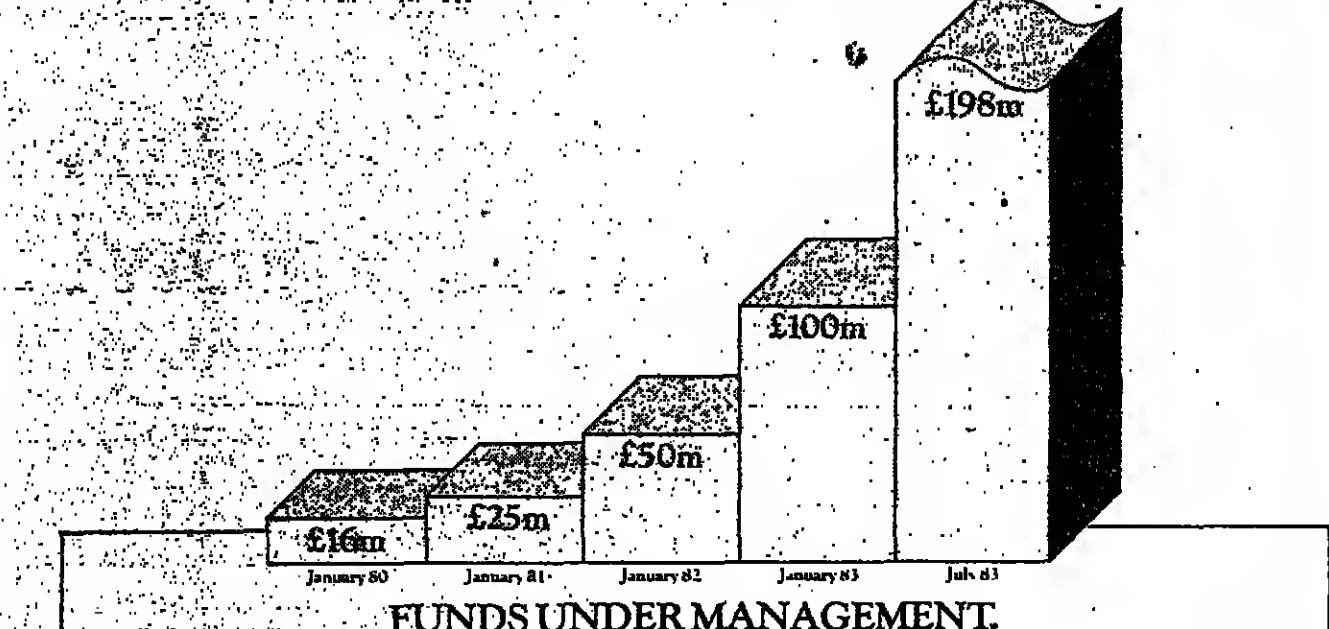 £198m
£100m
£50m
£25m
£16m
January 80 January 81 January 82 January 83 July 83
FUNDS UNDER MANAGEMENT.